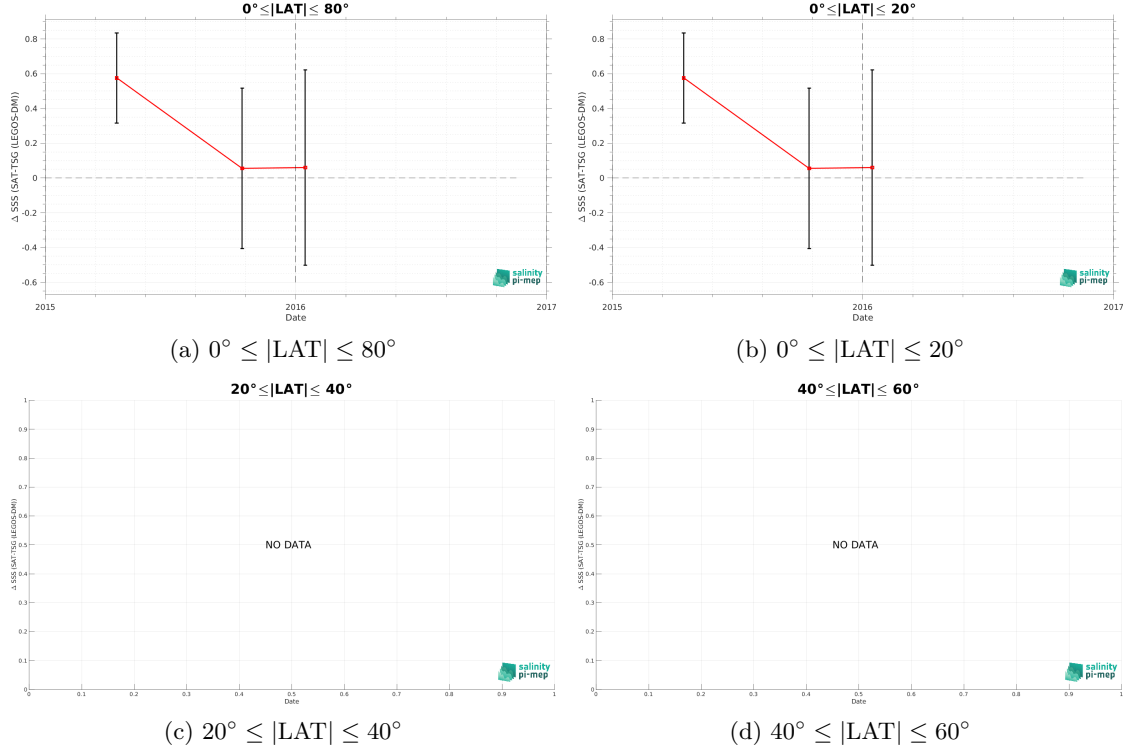 0°≤|LAT|≤ 80°
0.8
0.6
0.4
0.2
0
-0.2
-0.4
-0.6
Δ SSS (SAT-TSG (LEGOS-DM))
2015
2016
2017
Date
salinity
pi-mep
(a) 0° ≤ |LAT| ≤ 80°
0°≤|LAT|≤ 20°
0.8
0.6
0.4
0.2
0
-0.2
-0.4
-0.6
Δ SSS (SAT-TSG (LEGOS-DM))
2015
2016
2017
Date
salinity
pi-mep
(b) 0° ≤ |LAT| ≤ 20°
20°≤|LAT|≤ 40°
1
0.9
0.8
0.7
0.6
0.5
0.4
0.3
0.2
0.1
0
Δ SSS (SAT-TSG (LEGOS-DM))
NO DATA
0 0.1 0.2 0.3 0.4 0.5 0.6 0.7 0.8 0.9 1
Date
salinity
pi-mep
(c) 20° ≤ |LAT| ≤ 40°
40°≤|LAT|≤ 60°
1
0.9
0.8
0.7
0.6
0.5
0.4
0.3
0.2
0.1
0
Δ SSS (SAT-TSG (LEGOS-DM))
NO DATA
0 0.1 0.2 0.3 0.4 0.5 0.6 0.7 0.8 0.9 1
Date
salinity
pi-mep
(d) 40° ≤ |LAT| ≤ 60°